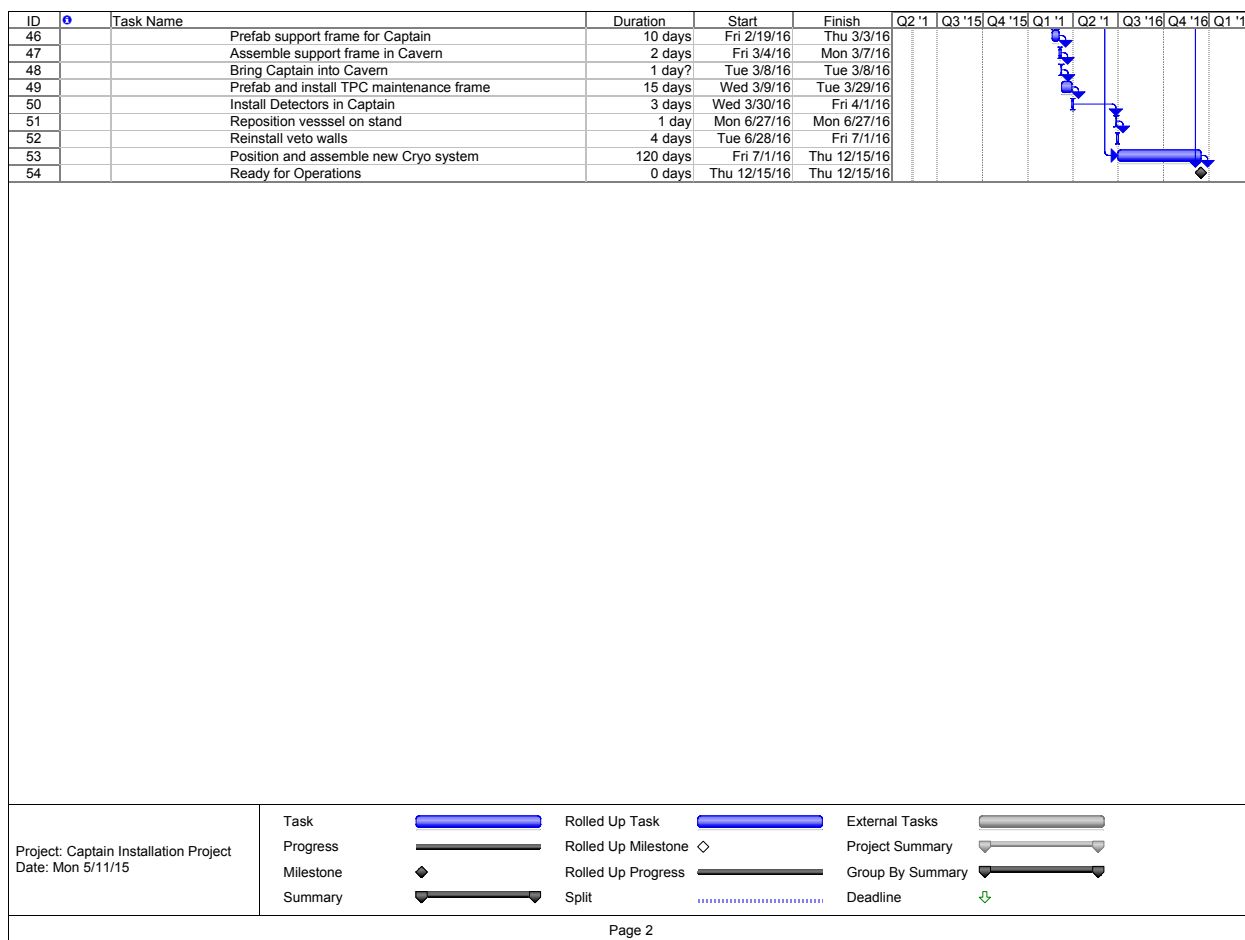 ID Task Name Duration Start Finish Q2 '1 Q3 '15 Q4 '15 Q1 '1 Q2 '1 Q3 '16 Q4 '16 Q1 '1
46 Prefab support frame for Captain 10 days Fri 2/19/16 Thu 3/3/16
47 Assemble support frame in Cavern 2 days Fri 3/4/16 Mon 3/7/16
48 Bring Captain into Cavern 1 day? Tue 3/8/16 Tue 3/8/16
49 Prefab and install TPC maintenance frame 15 days Wed 3/9/16 Tue 3/29/16
50 Install Detectors in Captain 3 days Wed 3/30/16 Fri 4/1/16
51 Reposition vesssel on stand 1 day Mon 6/27/16 Mon 6/27/16
52 Reinstall veto walls 4 days Tue 6/28/16 Fri 7/1/16
53 Position and assemble new Cryo system 120 days Fri 7/1/16 Thu 12/15/16
54 Ready for Operations 0 days Thu 12/15/16 Thu 12/15/16
Project: Captain Installation Project
Date: Mon 5/11/15
Task Rolled Up Task External Tasks
Progress Rolled Up Milestone Project Summary
Milestone Rolled Up Progress Group By Summary
Summary Split Deadline
Page 2